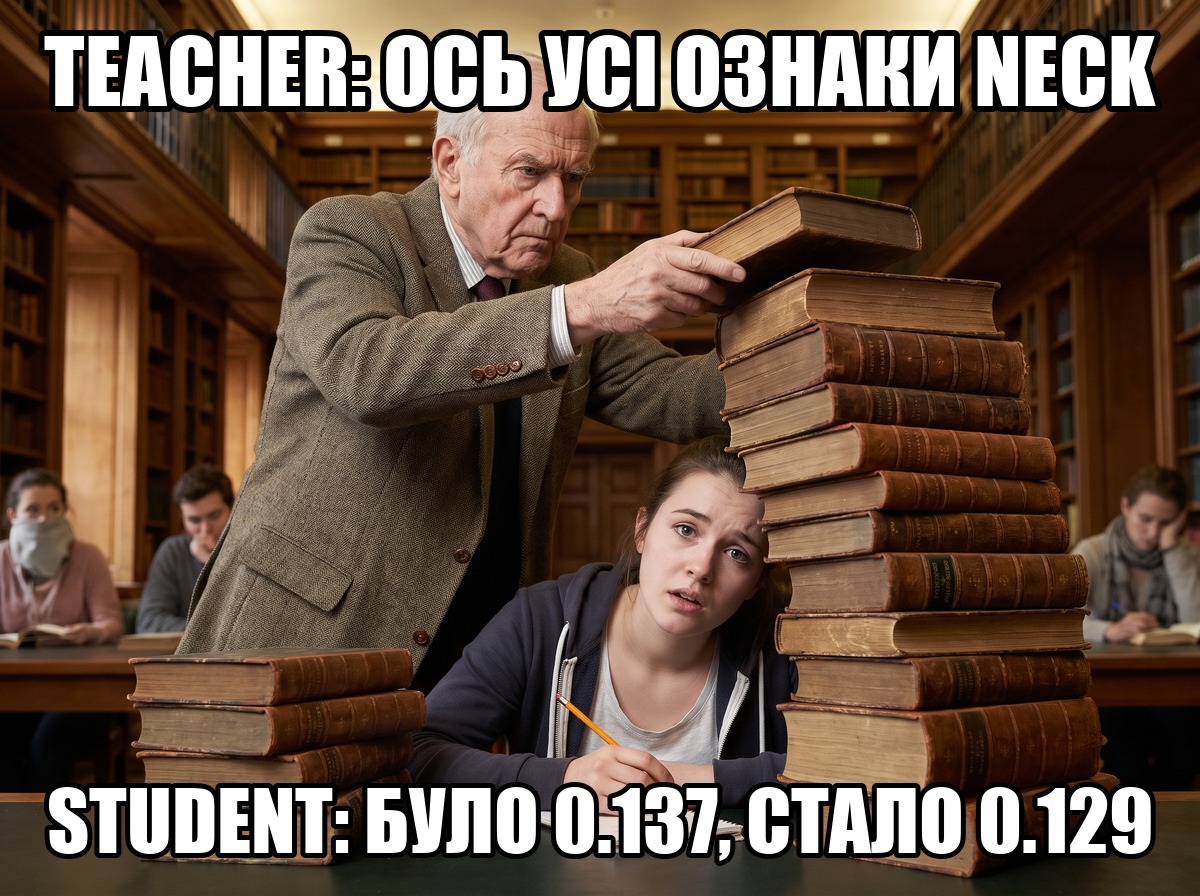 TEACHER: ОСЬ УСІ ОЗНАКИ NECK
STUDENT: БУЛО 0.137, СТАЛО 0.129